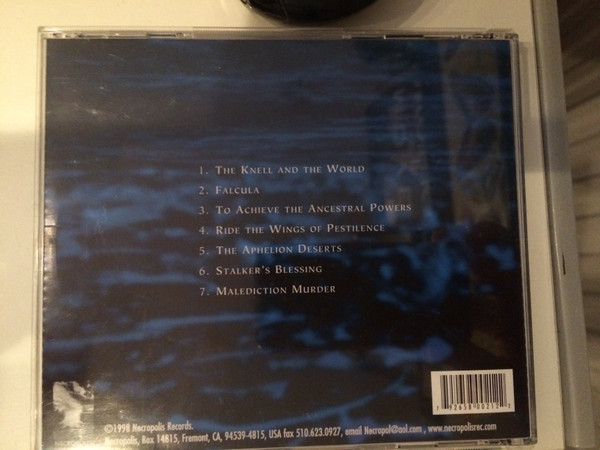 1. The Knell and the World
2. Falcula
3. To Achieve the Ancestral Powers
4. Ride the Wings of Pestilence
5. The Aphelion Deserts
6. Stalker's Blessing
7. Malediction Murder
©1998 Necropolis Records.
Necropolis, Box 14815, Fremont, CA, 94539-4815, USA fax 510.623.0927, email Necropol@aol.com , www.necropolisrec.com